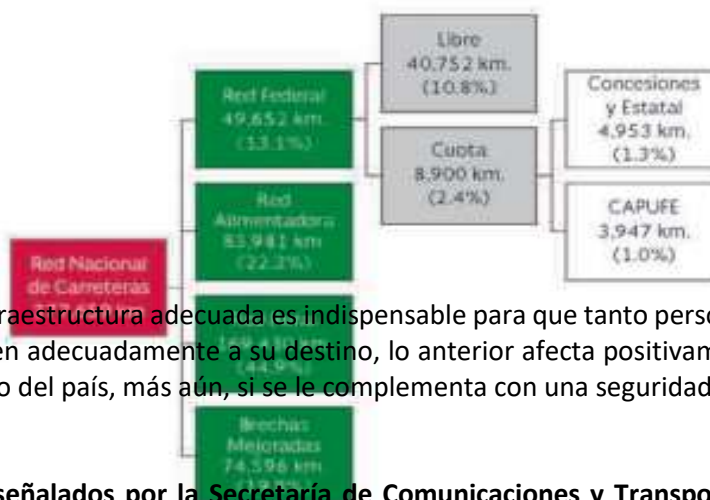 Libre
40,752 km.
(10.8%)
Red Federal
49,652 km.
(13.1%)
Concesiones
y Estatal
4,953 km.
(1.3%)
Cuota
8,900 km.
(2.4%)
Red
Alimentadora
83,981 km
(22.2%)
CAPUFE
3,947 km.
(1.0%)
Red Nacional
de Carreteras
raestructura adecuada es indispensable para que tanto perso
en adecuadamente a su destino, lo anterior afecta positivam
(44.9%)
o del país, más aún, si se le complementa con una seguridad
Brechas
Mejoradas
74,596 km
señalados por la Secretaría de Comunicaciones y Transpo